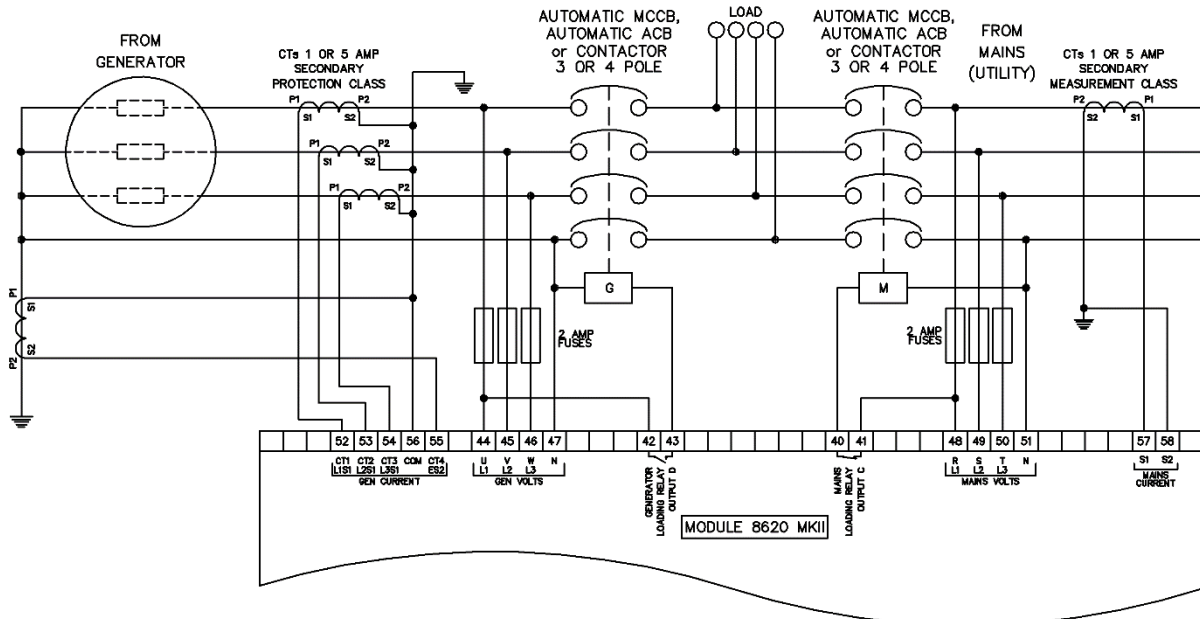 FROM
GENERATOR
CTs 1 OR 5 AMP
SECONDARY
PROTECTION CLASS
AUTOMATIC MCCB,
AUTOMATIC ACB
or CONTACTOR
3 OR 4 POLE
LOAD
AUTOMATIC MCCB,
AUTOMATIC ACB
or CONTACTOR
3 OR 4 POLE
FROM
MAINS
(UTILITY)
CTs 1 OR 5 AMP
SECONDARY
MEASUREMENT CLASS
P1 P2
S1 S2
P1 P2
S1 S2
P1 P2
S1 S2
P2 P1
S2 S1
P1
S1
S2
P2
G
M
2 AMP
FUSES
2 AMP
FUSES
52 53 54 56 55 44 45 46 47 42 43 40 41 48 49 50 51 57 58
CT1 CT2 CT3 COM CT4
L1S1 L2S1 L3S1 ES2
GEN CURRENT
U V W N
L1 L2 L3
GEN VOLTS
GENERATOR
LOADING RELAY
OUTPUT D
MAINS
LOADING RELAY
OUTPUT C
R S T N
L1 L2 L3
MAINS VOLTS
S1 S2
MAINS
CURRENT
MODULE 8620 MKII